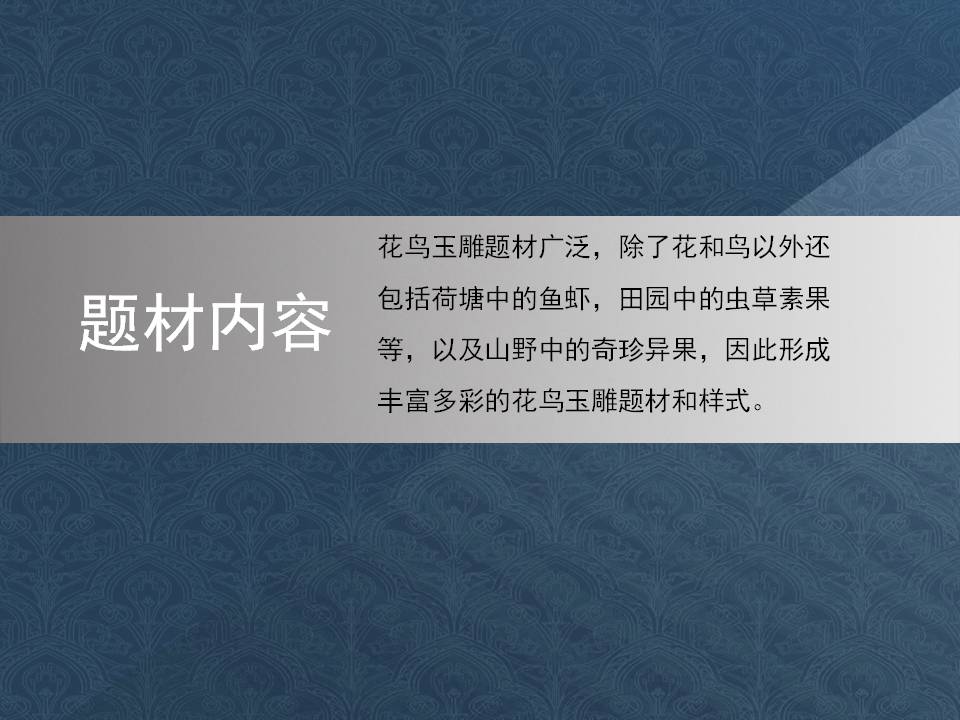 题材内容
花鸟玉雕题材广泛，除了花和鸟以外还
包括荷塘中的鱼虾，田园中的虫草素果
等，以及山野中的奇珍异果，因此形成
丰富多彩的花鸟玉雕题材和样式。